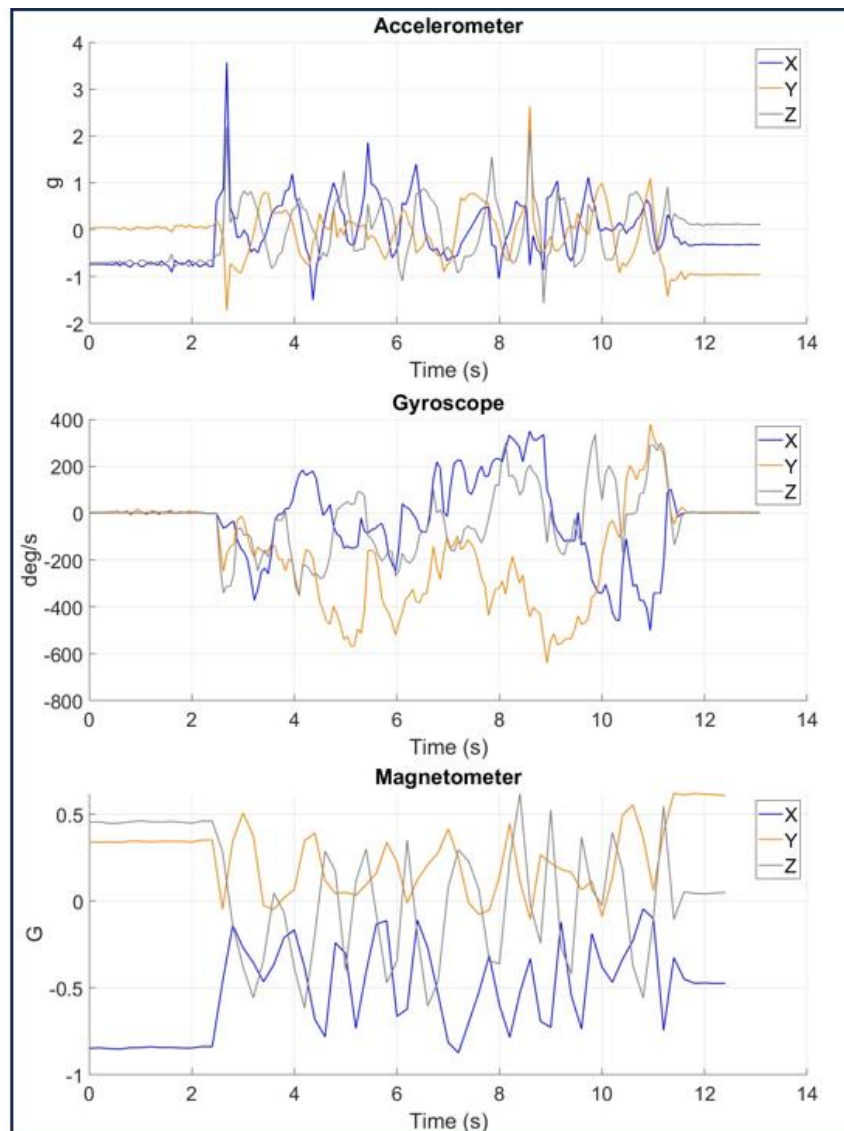 Accelerometer
4
3
2
1
0
-1
-2
g
X
Y
Z
0 2 4 6 8 10 12 14
Time (s)
Gyroscope
400
200
0
-200
-400
-600
-800
deg/s
X
Y
Z
0 2 4 6 8 10 12 14
Time (s)
Magnetometer
0.5
0
-0.5
-1
G
X
Y
Z
0 2 4 6 8 10 12 14
Time (s)